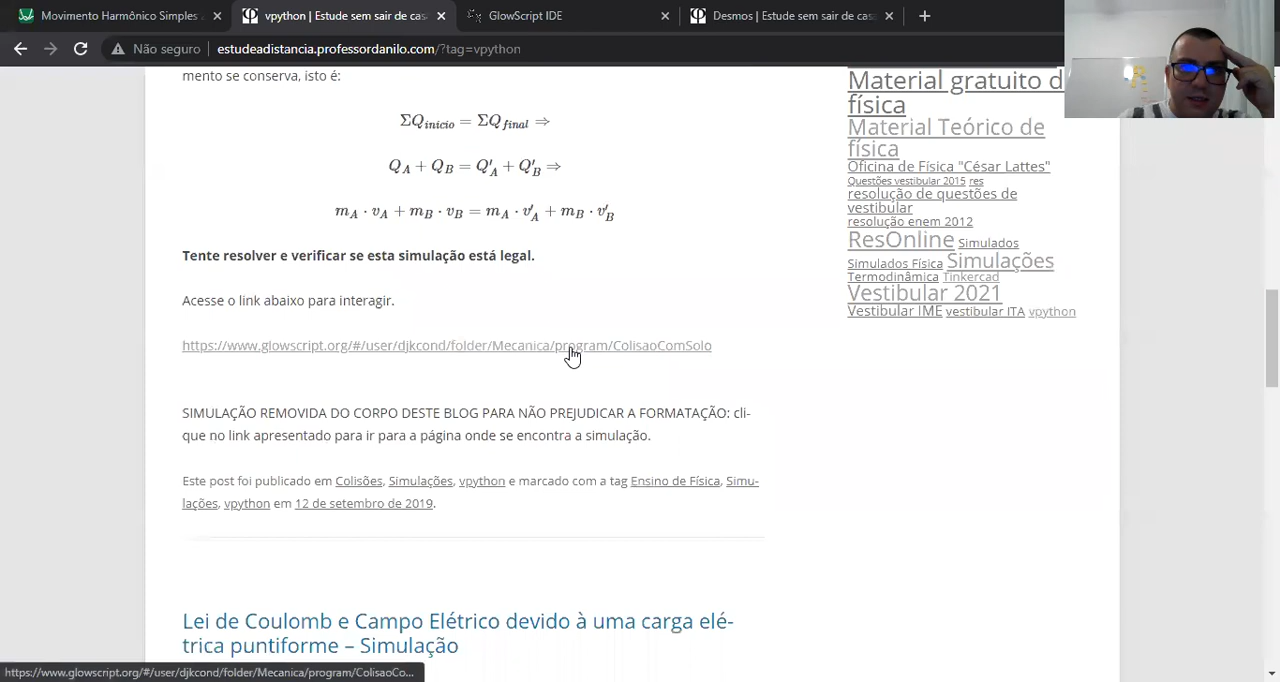 Movimento Harmônico Simples
vpython | Estude sem sair de cas
GlowScript IDE
Desmos | Estude sem sair de casa
Não seguro
estudeadistancia.professordanilo.com/?tag=vpython
mento se conserva, isto é:
ΣQ_inicio = ΣQ_final ⇒
Q_A + Q_B = Q'_A + Q'_B ⇒
m_A · v_A + m_B · v_B = m_A · v'_A + m_B · v'_B
Tente resolver e verificar se esta simulação está legal.
Acesse o link abaixo para interagir.
https://www.glowscript.org/#/user/djkcond/folder/Mecanica/program/ColisaoComSolo
SIMULAÇÃO REMOVIDA DO CORPO DESTE BLOG PARA NÃO PREJUDICAR A FORMATAÇÃO: cli-
que no link apresentado para ir para a página onde se encontra a simulação.
Este post foi publicado em Colisões, Simulações, vpython e marcado com a tag Ensino de Física, Simu-
lações, vpython em 12 de setembro de 2019.
Lei de Coulomb e Campo Elétrico devido à uma carga elé-
trica puntiforme – Simulação
Material gratuito d
física
Material Teórico de
física
Oficina de Física "César Lattes"
Questões vestibular 2015 res
resolução de questões de
vestibular
resolução enem 2012
ResOnline Simulados
Simulados Física Simulações
Termodinâmica Tinkercad
Vestibular 2021
Vestibular IME vestibular ITA vpython
https://www.glowscript.org/#/user/djkcond/folder/Mecanica/program/ColisaoCo...